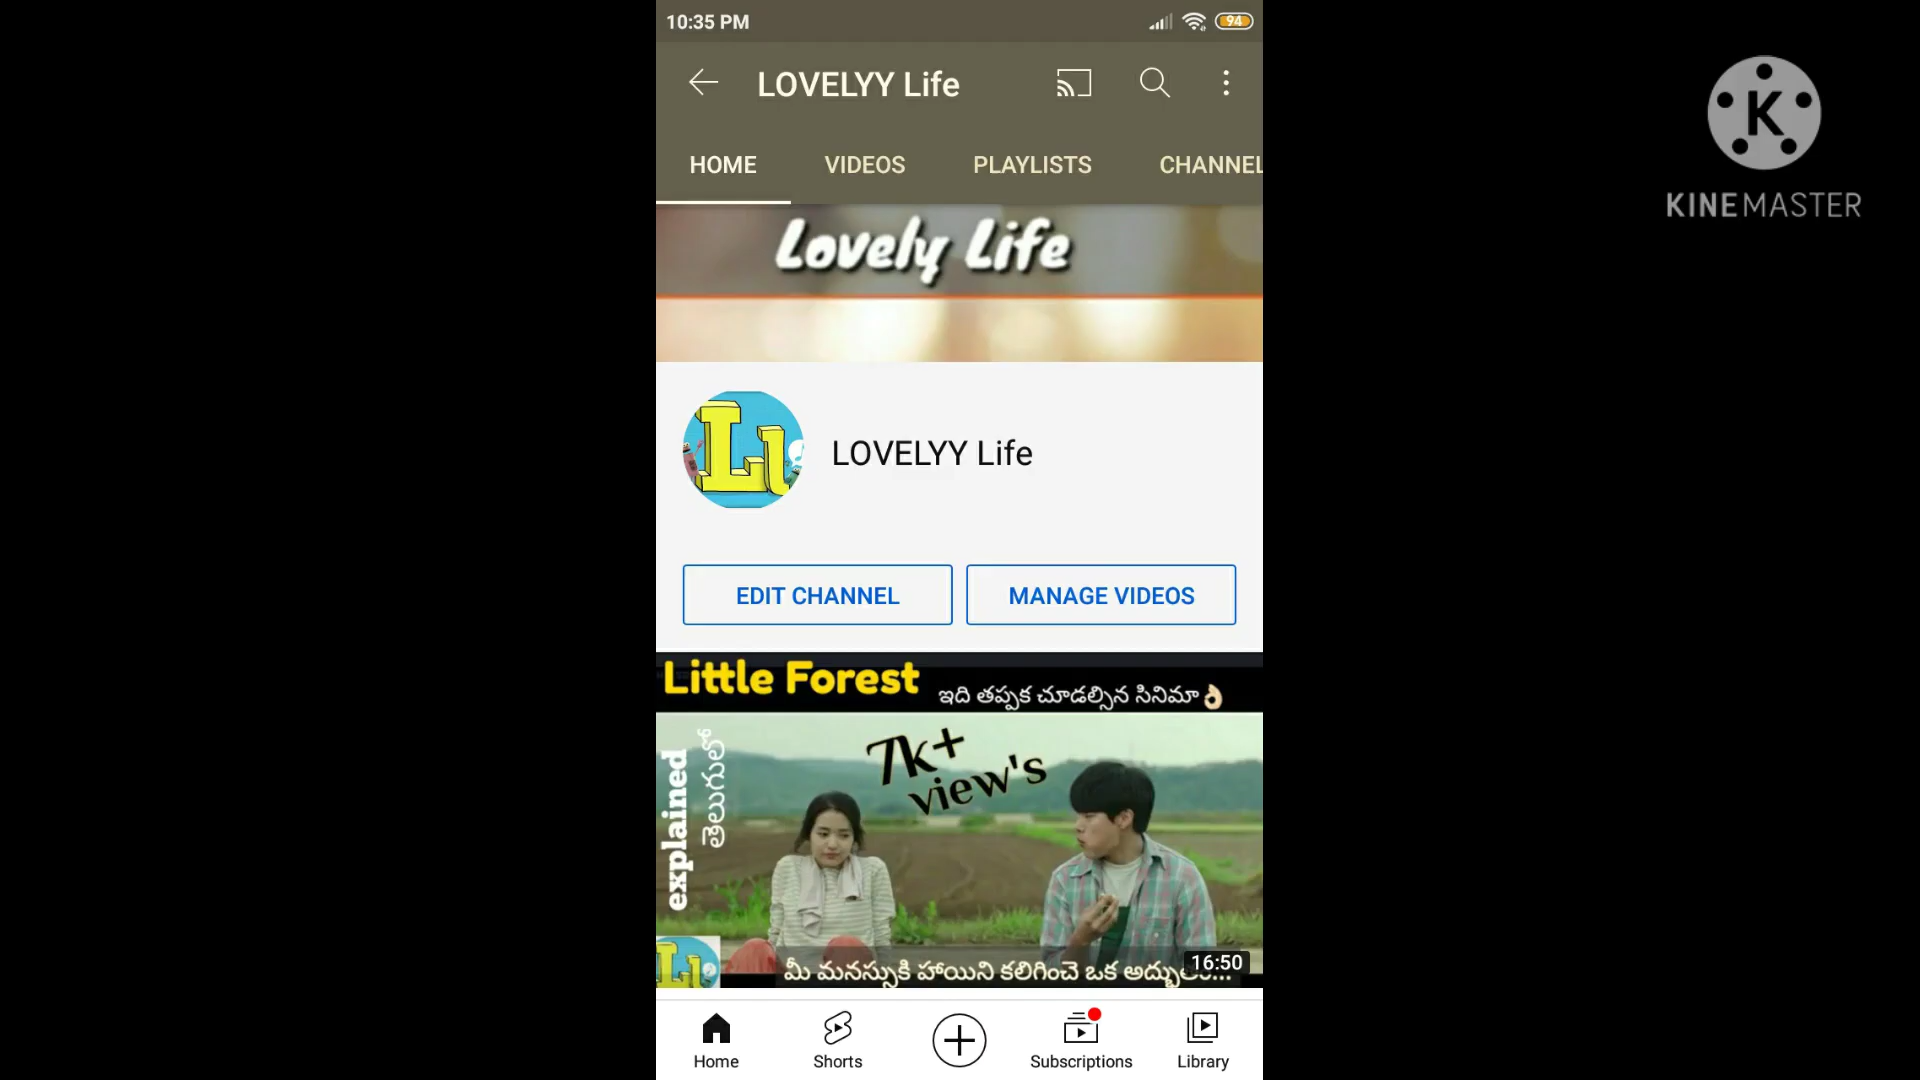 10:35 PM
94
LOVELYY Life
HOME VIDEOS PLAYLISTS CHANNEL
Lovely Life
LOVELYY Life
EDIT CHANNEL MANAGE VIDEOS
Little Forest
ఇది తప్పక చూడల్సిన సినిమా👌🏻
7k+
view's
explained
తెలుగులో
మీ మనస్సుకి హాయిని కలిగించే ఒక
16:50
Home Shorts Subscriptions Library
K
KINEMASTER